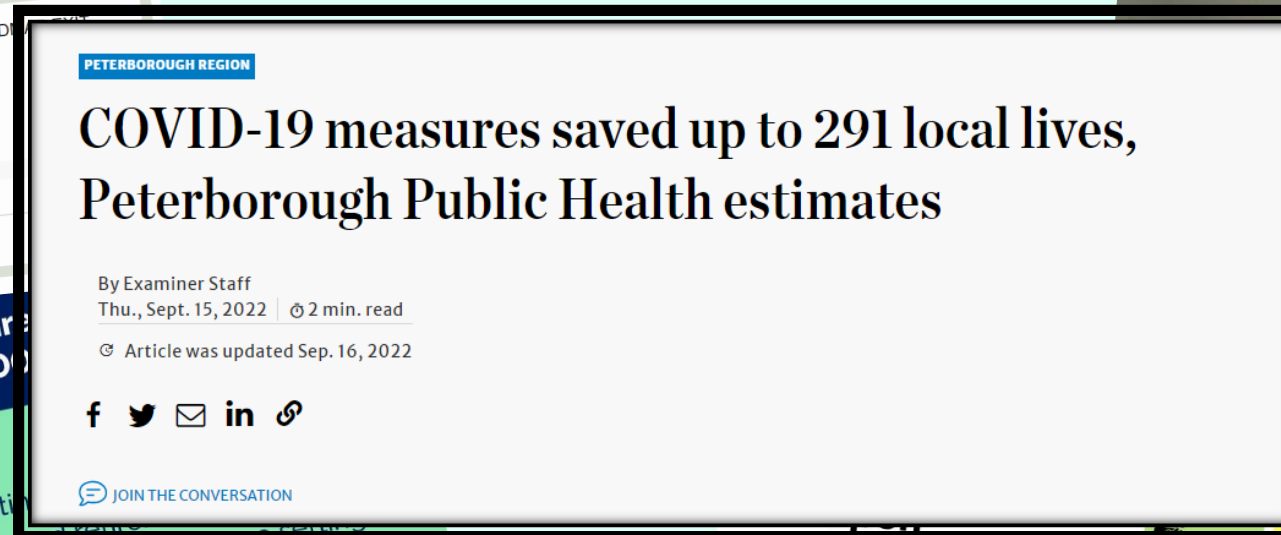 PETERBOROUGH REGION
COVID-19 measures saved up to 291 local lives,
Peterborough Public Health estimates
By Examiner Staff
Thu., Sept. 15, 2022 2 min. read
Article was updated Sep. 16, 2022
JOIN THE CONVERSATION